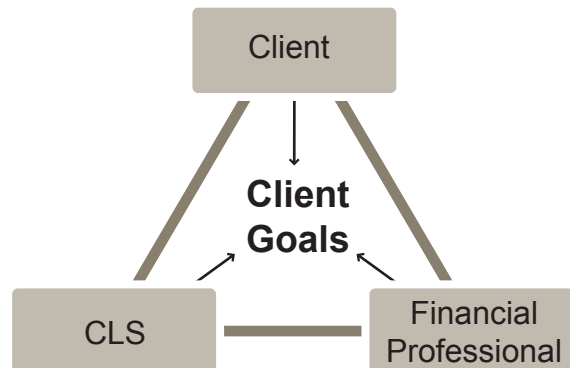 Client
Client
Goals
CLS
Financial
Professional